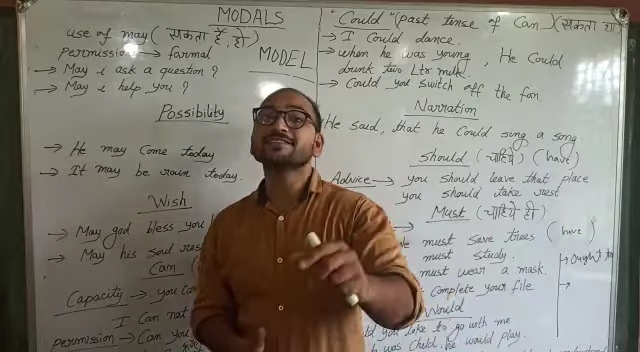 MODALS
use of may (सकता है, हो)
permission → formal
MODEL
→ May i ask a question?
→ May i help you?
Possibility
→ He may come today
→ It may be rain today.
Wish
→ May god bless you
→ May his soul res
Can
Capacity → you ca
I Can not
permission → Can you
"Could" (past tense of Can) (सकता था)
→ I Could dance.
→ when he was young, He Could
drink two Ltr milk.
→ Could you switch off the fan
Narration
He said, that he Could sing a song
should (चाहिये) (have)
Advice → you should leave that place
you should take rest
Must (चाहिये ही)
must save trees (have)
must study.
must wear a mask.
→ Ought to
complete your file
Would
you like to go with me
was child, he would play.